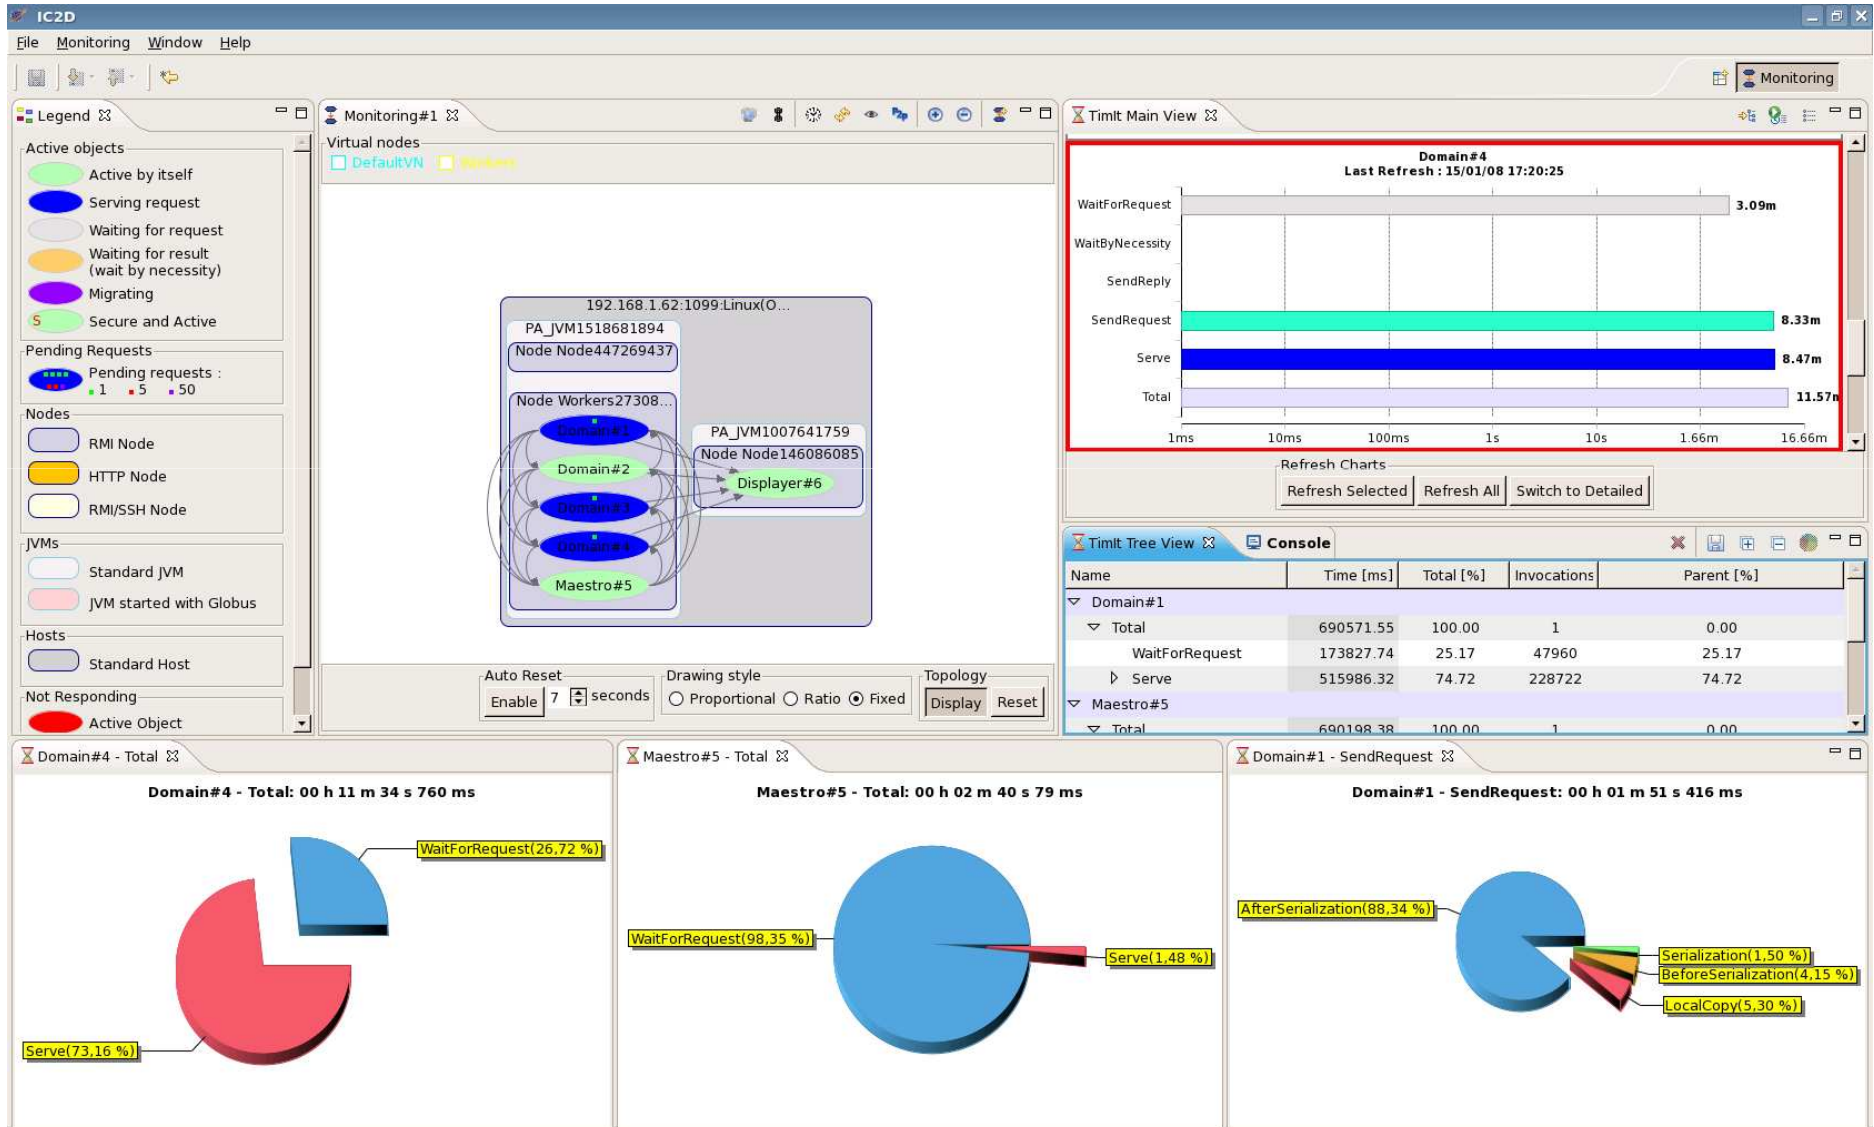 IC2D
File Monitoring Window Help
Monitoring
Legend
Active objects
Active by itself
Serving request
Waiting for request
Waiting for result
(wait by necessity)
Migrating
S Secure and Active
Pending Requests
Pending requests :
1 5 50
Nodes
RMI Node
HTTP Node
RMI/SSH Node
JVMs
Standard JVM
JVM started with Globus
Hosts
Standard Host
Not Responding
Active Object
Monitoring#1
Virtual nodes
DefaultVN Workers
192.168.1.62:1099:Linux(O...
PA_JVM1518681894
Node Node447269437
Node Workers27308...
Domain#1
Domain#2
Domain#3
Domain#4
Maestro#5
PA_JVM1007641759
Node Node146086085
Displayer#6
Auto Reset
Enable 7 seconds
Drawing style
Proportional Ratio Fixed
Topology
Display Reset
TimIt Main View
Domain#4
Last Refresh : 15/01/08 17:20:25
WaitForRequest 3.09m
WaitByNecessity
SendReply
SendRequest 8.33m
Serve 8.47m
Total 11.57m
1ms 10ms 100ms 1s 10s 1.66m 16.66m
Refresh Charts
Refresh Selected Refresh All Switch to Detailed
TimIt Tree View Console
Name Time [ms] Total [%] Invocations Parent [%]
Domain#1
Total 690571.55 100.00 1 0.00
WaitForRequest 173827.74 25.17 47960 25.17
Serve 515986.32 74.72 228722 74.72
Maestro#5
Total 690198.38 100.00 1 0.00
Domain#4 - Total
Domain#4 - Total: 00 h 11 m 34 s 760 ms
WaitForRequest(26,72 %)
Serve(73,16 %)
Maestro#5 - Total
Maestro#5 - Total: 00 h 02 m 40 s 79 ms
WaitForRequest(98,35 %)
Serve(1,48 %)
Domain#1 - SendRequest
Domain#1 - SendRequest: 00 h 01 m 51 s 416 ms
AfterSerialization(88,34 %)
Serialization(1,50 %)
BeforeSerialization(4,15 %)
LocalCopy(5,30 %)